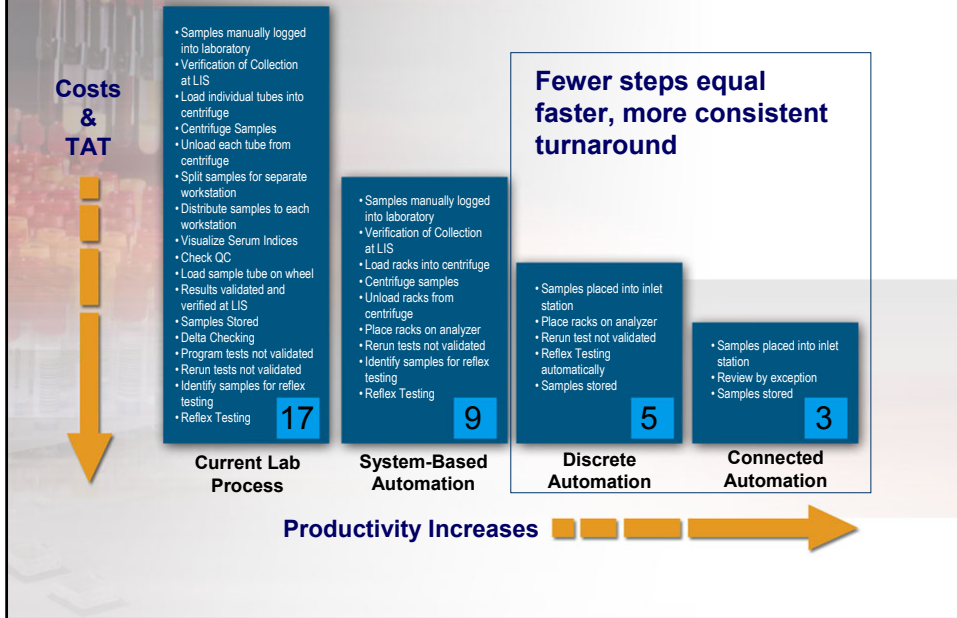 Costs
&
TAT
• Samples manually logged
into laboratory
• Verification of Collection
at LIS
• Load individual tubes into
centrifuge
• Centrifuge Samples
• Unload each tube from
centrifuge
• Split samples for separate
workstation
• Distribute samples to each
workstation
• Visualize Serum Indices
• Check QC
• Load sample tube on wheel
• Results validated and
verified at LIS
• Samples Stored
• Delta Checking
• Program tests not validated
• Rerun tests not validated
• Identify samples for reflex
testing
• Reflex Testing
17
Current Lab
Process
• Samples manually logged
into laboratory
• Verification of Collection
at LIS
• Load racks into centrifuge
• Centrifuge samples
• Unload racks from
centrifuge
• Place racks on analyzer
• Rerun tests not validated
• Identify samples for reflex
testing
• Reflex Testing
9
System-Based
Automation
Fewer steps equal
faster, more consistent
turnaround
• Samples placed into inlet
station
• Place racks on analyzer
• Rerun test not validated
• Reflex Testing
automatically
• Samples stored
5
Discrete
Automation
• Samples placed into inlet
station
• Review by exception
• Samples stored
3
Connected
Automation
Productivity Increases